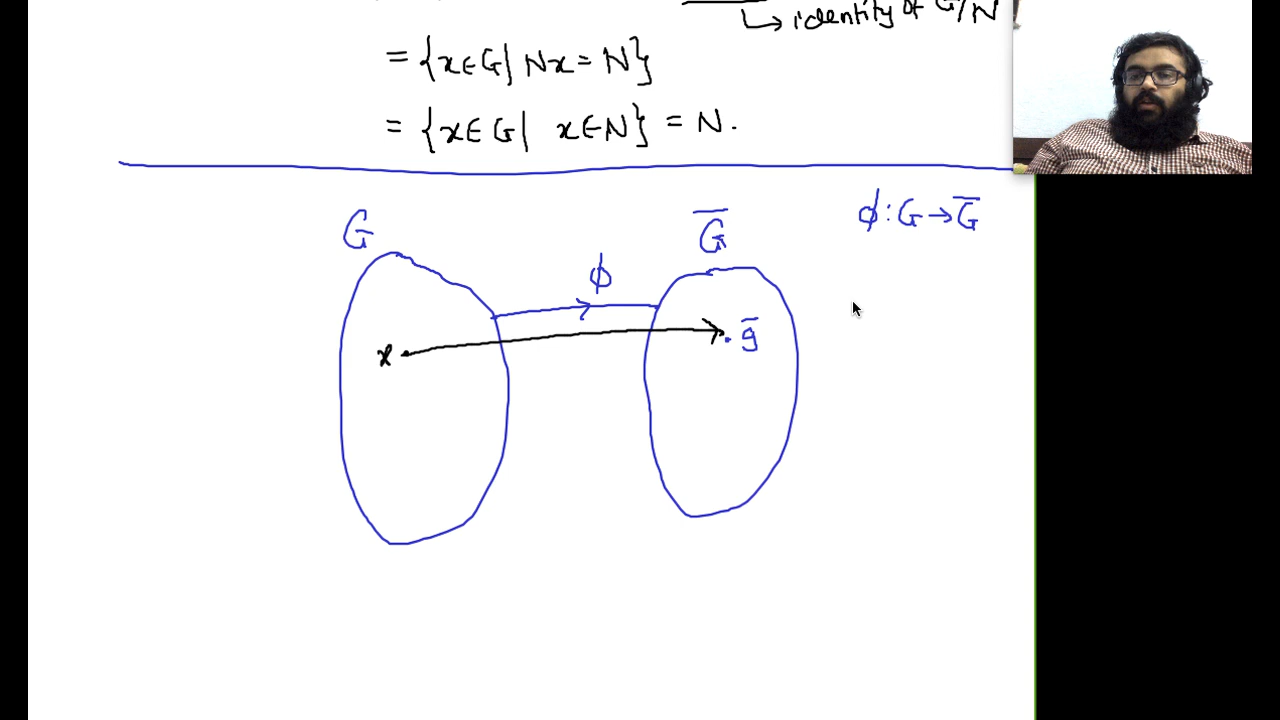 ↳ identity of G/N
= {x∈G| Nx = N}
= {x∈G| x∈N} = N.
G
G̅
ϕ: G → G̅
ϕ
x
. g̅